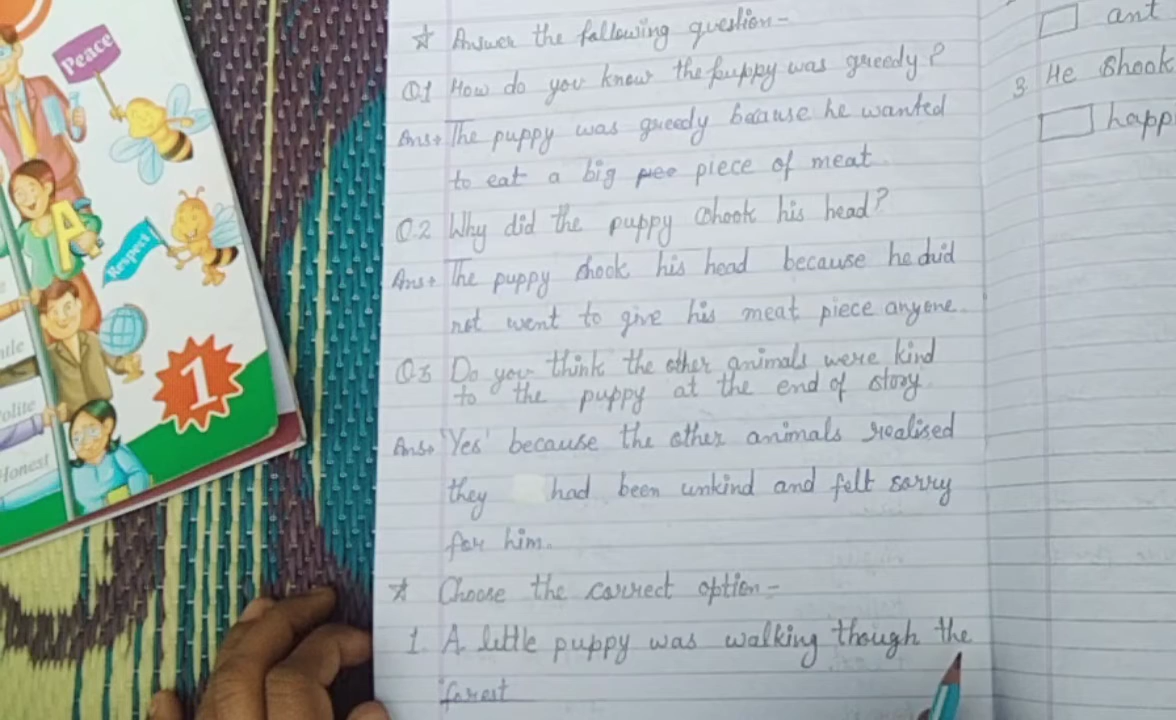 Peace
A
Respect
1
Polite
Honest
☆ Answer the following question-
Q.1 How do you know the puppy was greedy?
Ans→ The puppy was greedy because he wanted
to eat a big pee piece of meat
Q.2 Why did the puppy shook his head?
Ans→ The puppy shook his head because he did
not went to give his meat piece anyone.
Q.3 Do you think the other animals were kind
to the puppy at the end of story
Ans→ 'Yes' because the other animals realised
they had been unkind and felt sorry
for him.
☆ Choose the correct option-
1. A little puppy was walking though the
forest
ant
3. He shook
happ